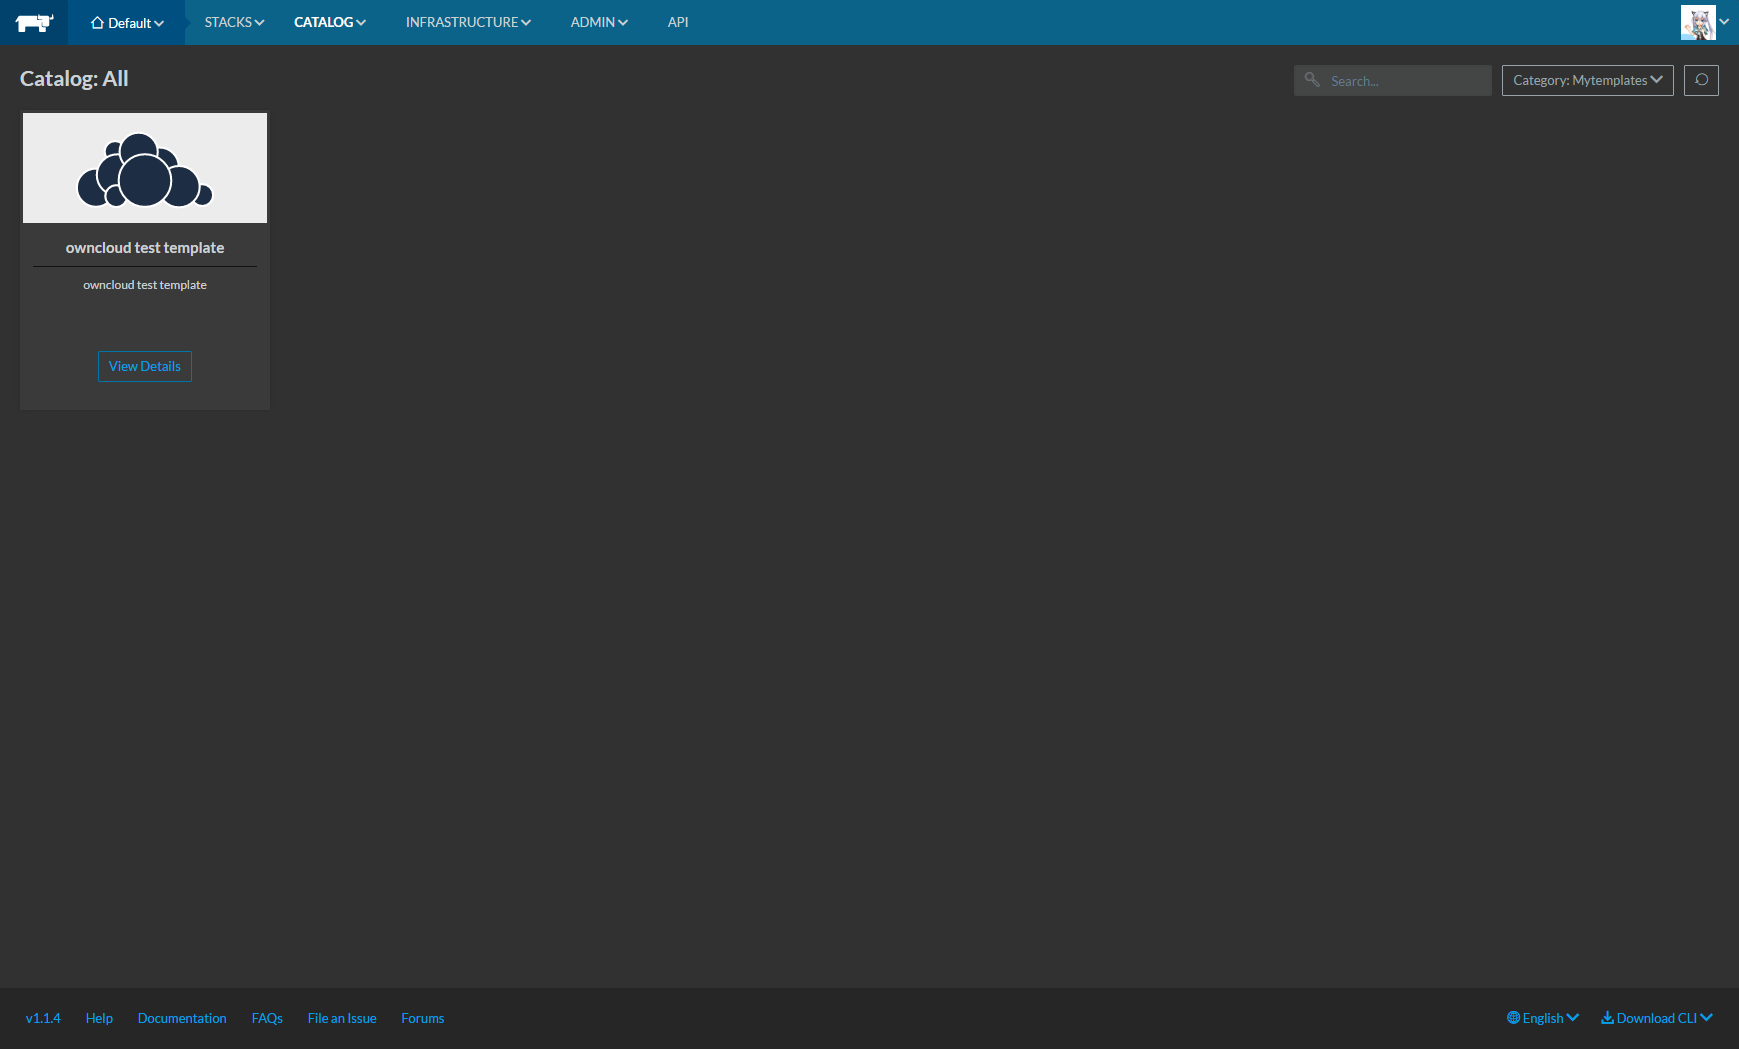 Default STACKS CATALOG INFRASTRUCTURE ADMIN API
Catalog: All
Search...
Category: Mytemplates
owncloud test template
owncloud test template
View Details
v1.1.4 Help Documentation FAQs File an Issue Forums English Download CLI